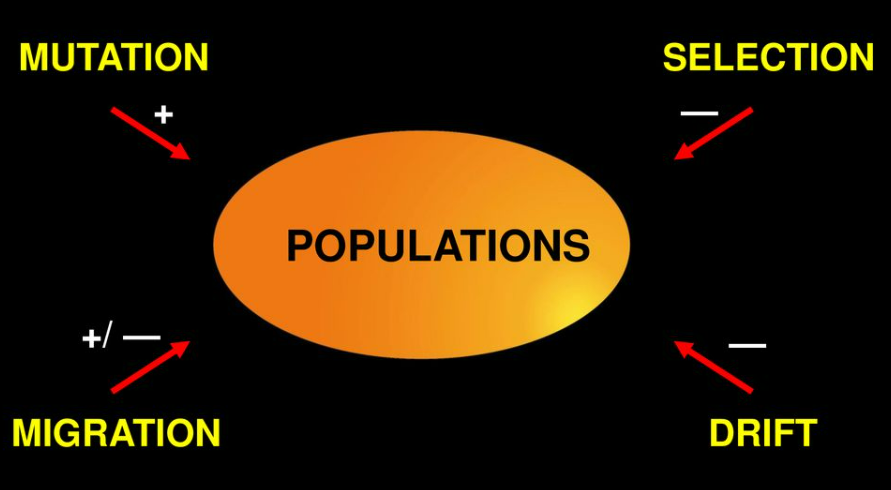 MUTATION
SELECTION
+
—
POPULATIONS
+/ —
—
MIGRATION
DRIFT